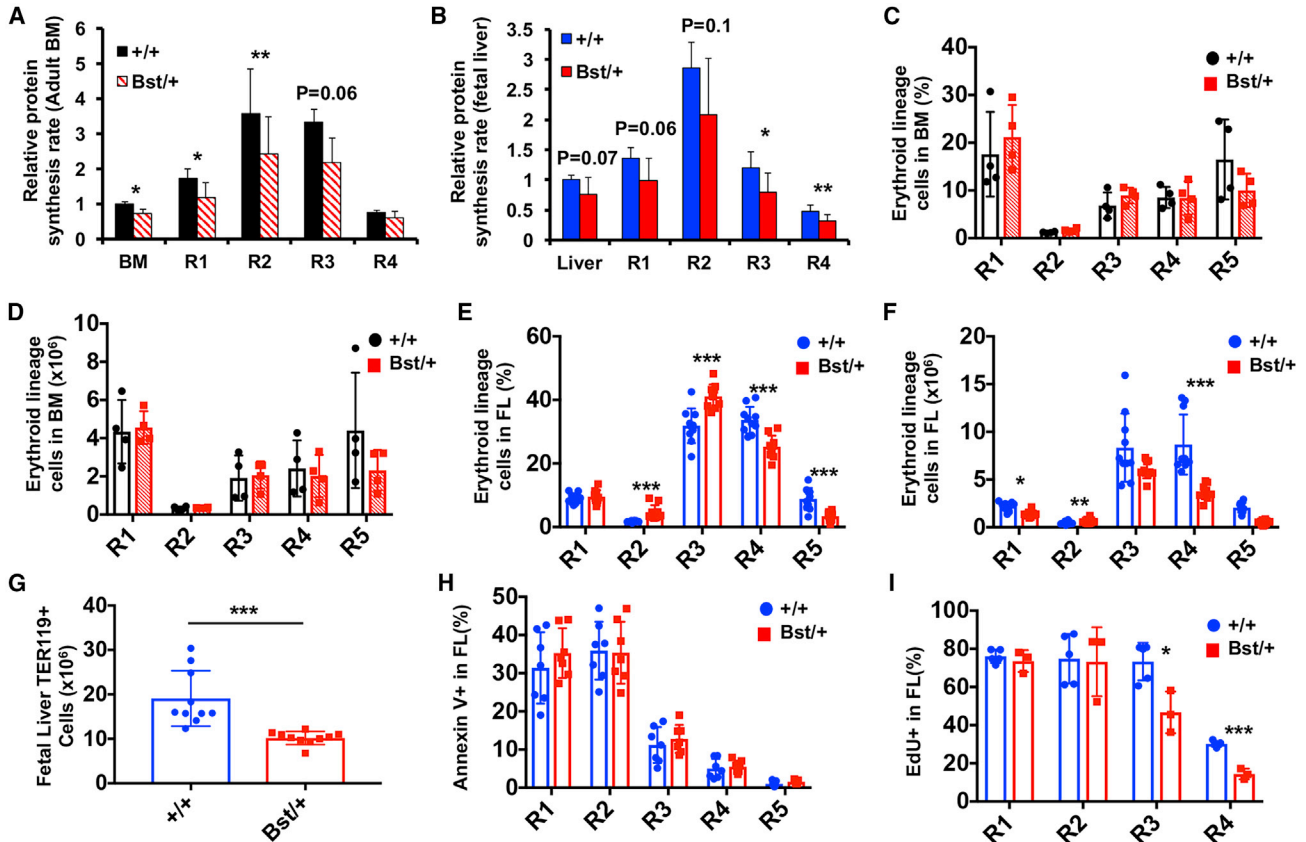 A
Relative protein
synthesis rate (Adult BM)
6
5
4
3
2
1
0
+/+
Bst/+
*
*
**
P=0.06
BM R1 R2 R3 R4
B
Relative protein
synthesis rate (fetal liver)
3.5
3
2.5
2
1.5
1
0.5
0
+/+
Bst/+
P=0.07
P=0.06
P=0.1
*
**
Liver R1 R2 R3 R4
C
Erythroid lineage
cells in BM (%)
40
30
20
10
0
+/+
Bst/+
R1 R2 R3 R4 R5
D
Erythroid lineage
cells in BM (x10⁶)
10
8
6
4
2
0
+/+
Bst/+
R1 R2 R3 R4 R5
E
Erythroid lineage
cells in FL (%)
60
40
20
0
+/+
Bst/+
***
***
***
***
R1 R2 R3 R4 R5
F
Erythroid lineage
cells in FL (x10⁶)
20
15
10
5
0
+/+
Bst/+
*
**
***
R1 R2 R3 R4 R5
G
Fetal Liver TER119+
Cells (x10⁶)
40
30
20
10
0
***
+/+
Bst/+
H
Annexin V+ in FL(%)
50
40
30
20
10
0
+/+
Bst/+
R1 R2 R3 R4 R5
I
EdU+ in FL(%)
100
80
60
40
20
0
+/+
Bst/+
*
***
R1 R2 R3 R4